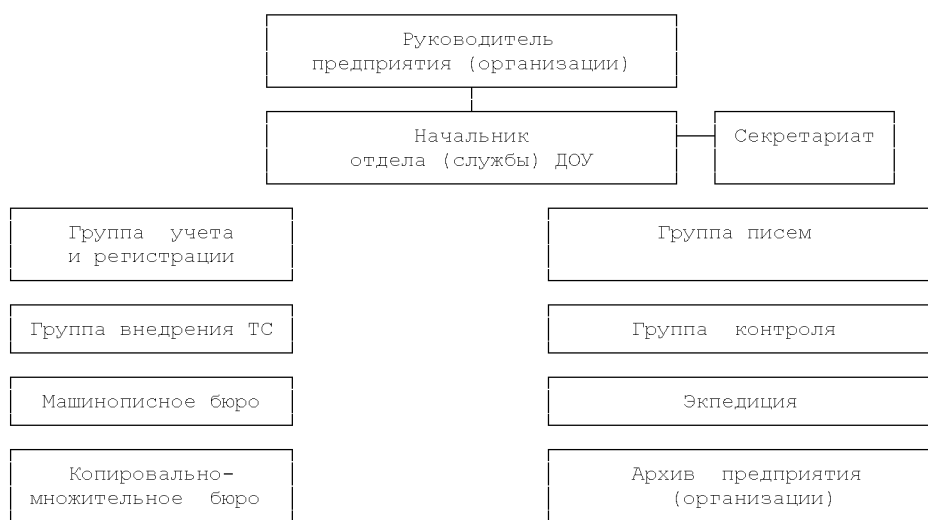 Руководитель
предприятия (организации)
Начальник
отдела (службы) ДОУ
Секретариат
Группа учета
и регистрации
Группа писем
Группа внедрения ТС
Группа контроля
Машинописное бюро
Экпедиция
Копировально-
множительное бюро
Архив предприятия
(организации)